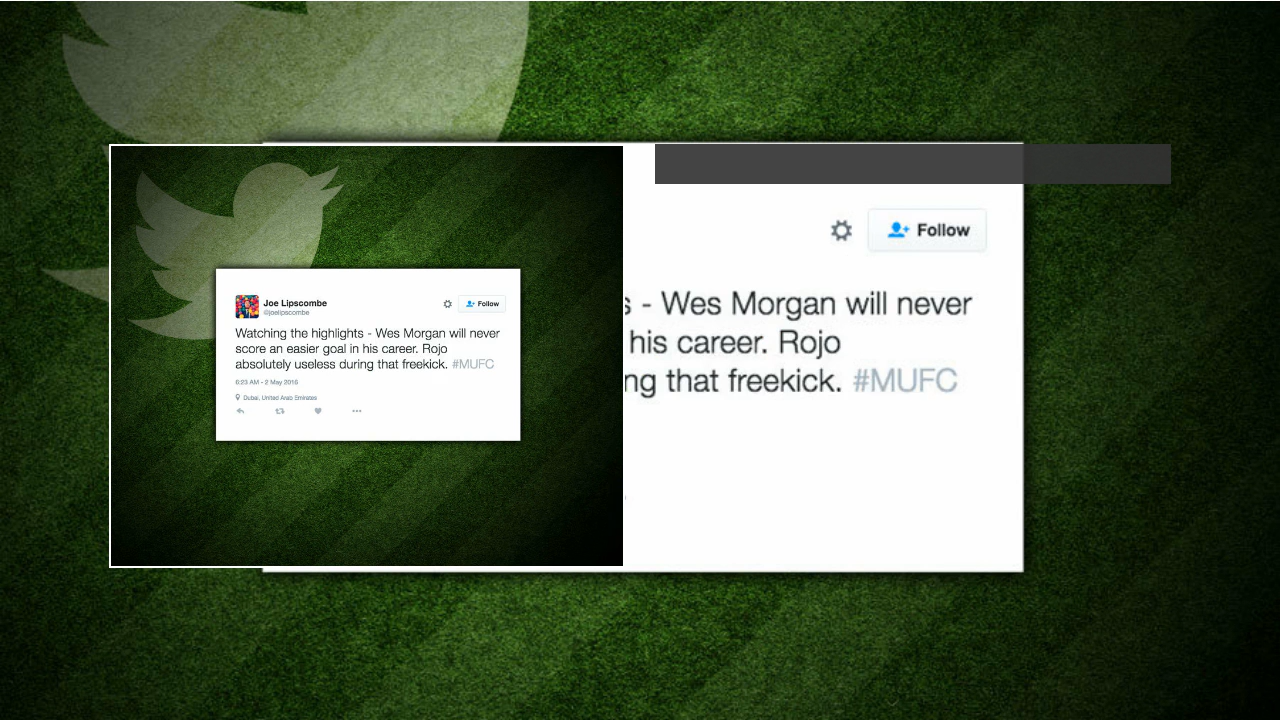 Joe Lipscombe
@joelipscombe
Follow
Watching the highlights - Wes Morgan will never
score an easier goal in his career. Rojo
absolutely useless during that freekick. #MUFC
6:23 AM - 2 May 2016
Dubai, United Arab Emirates
Follow
s - Wes Morgan will never
his career. Rojo
ng that freekick. #MUFC